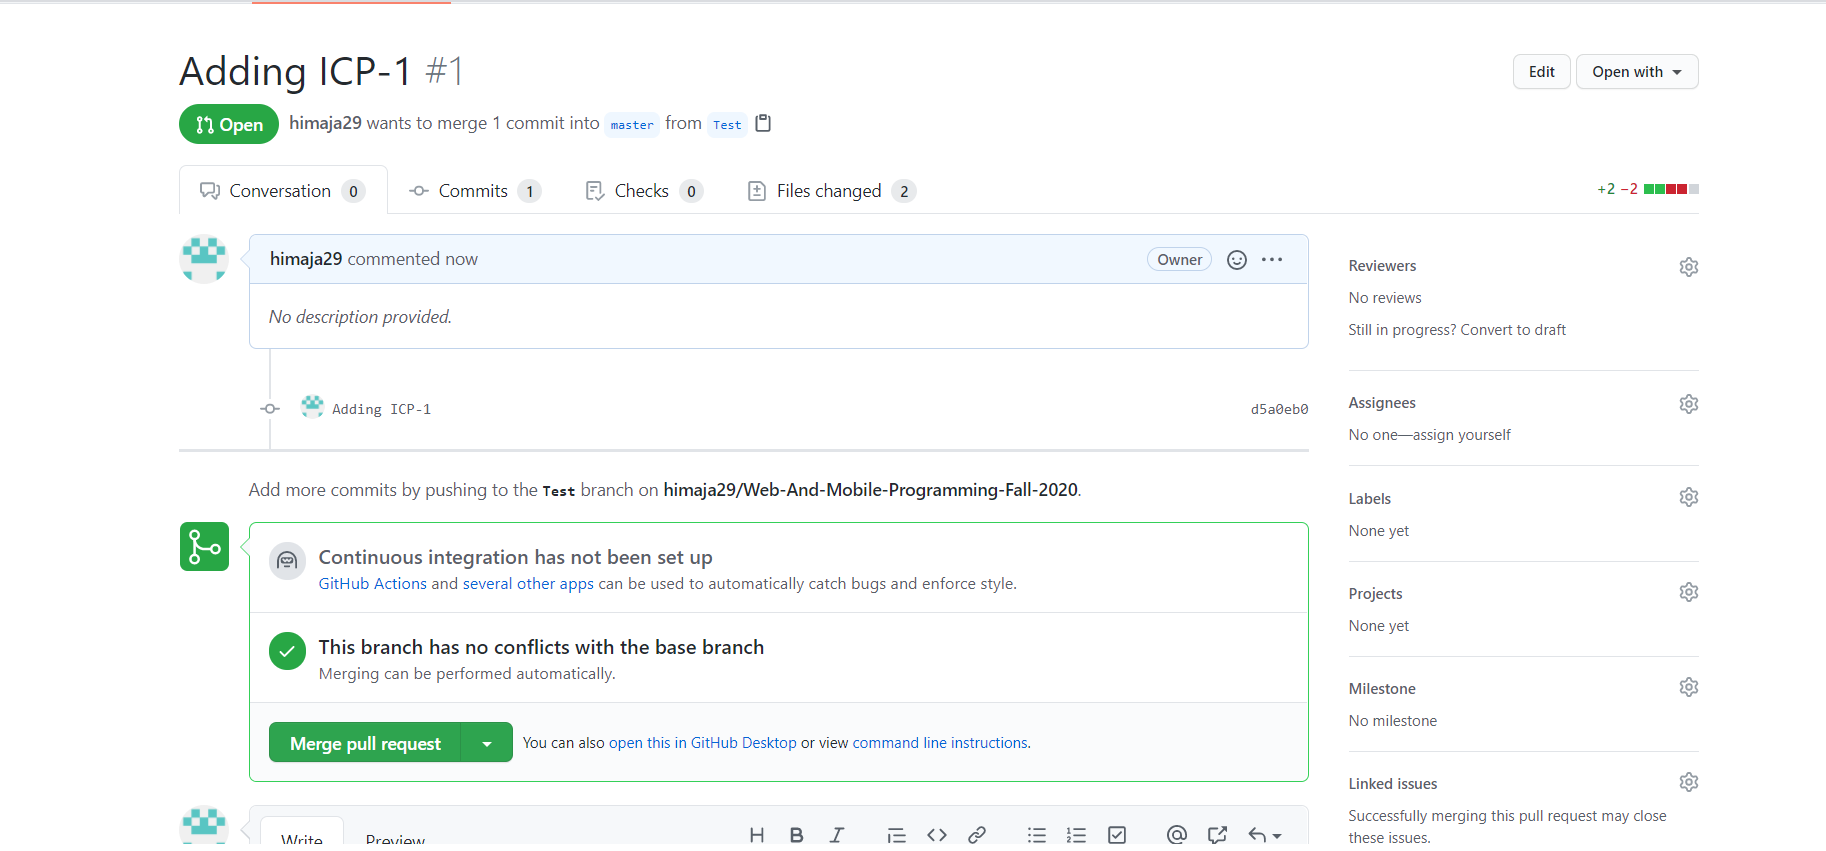 Adding ICP-1 #1
Edit
Open with
Open
himaja29 wants to merge 1 commit into master from Test
Conversation 0
Commits 1
Checks 0
Files changed 2
+2 −2
himaja29 commented now
Owner
No description provided.
Adding ICP-1
d5a0eb0
Add more commits by pushing to the Test branch on himaja29/Web-And-Mobile-Programming-Fall-2020.
Continuous integration has not been set up
GitHub Actions and several other apps can be used to automatically catch bugs and enforce style.
This branch has no conflicts with the base branch
Merging can be performed automatically.
Merge pull request
You can also open this in GitHub Desktop or view command line instructions.
Write
Preview
Reviewers
No reviews
Still in progress? Convert to draft
Assignees
No one—assign yourself
Labels
None yet
Projects
None yet
Milestone
No milestone
Linked issues
Successfully merging this pull request may close
these issues.